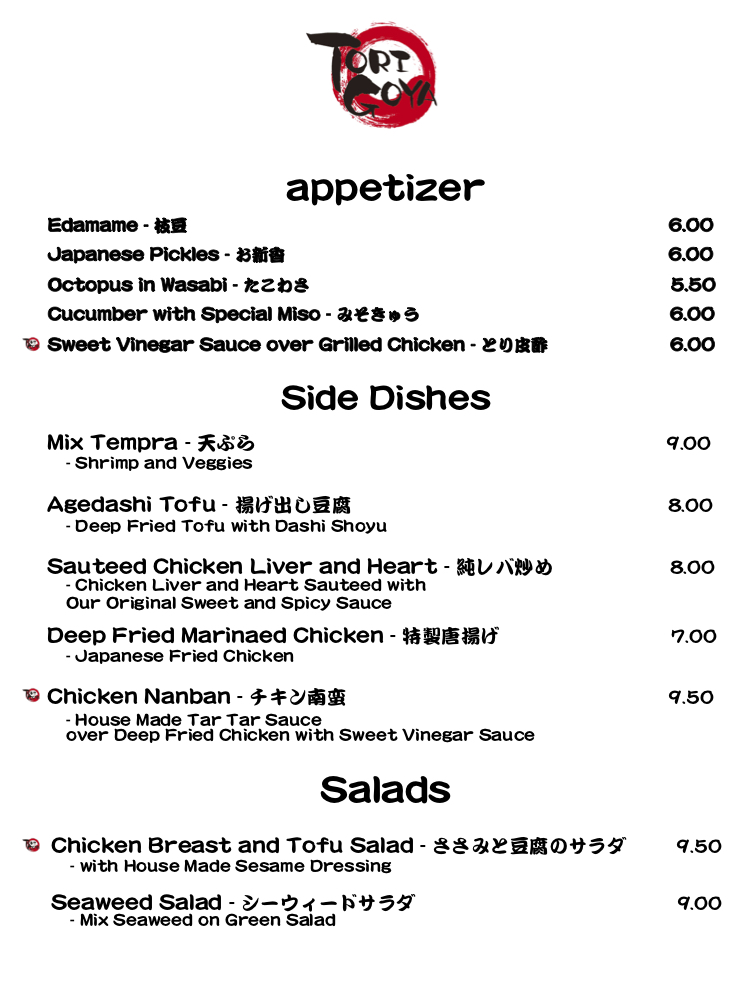 TORI
GOYA
appetizer
Edamame - 枝豆 6.00
Japanese Pickles - お新香 6.00
Octopus in Wasabi - たこわさ 5.50
Cucumber with Special Miso - みそきゅう 6.00
Sweet Vinegar Sauce over Grilled Chicken - とり皮酢 6.00
Side Dishes
Mix Tempra - 天ぷら 9.00
- Shrimp and Veggies
Agedashi Tofu - 揚げ出し豆腐 8.00
- Deep Fried Tofu with Dashi Shoyu
Sauteed Chicken Liver and Heart - 純レバ炒め 8.00
- Chicken Liver and Heart Sauteed with
Our Original Sweet and Spicy Sauce
Deep Fried Marinaed Chicken - 特製唐揚げ 7.00
- Japanese Fried Chicken
Chicken Nanban - チキン南蛮 9.50
- House Made Tar Tar Sauce
over Deep Fried Chicken with Sweet Vinegar Sauce
Salads
Chicken Breast and Tofu Salad - ささみと豆腐のサラダ 9.50
- with House Made Sesame Dressing
Seaweed Salad - シーウィードサラダ 9.00
- Mix Seaweed on Green Salad